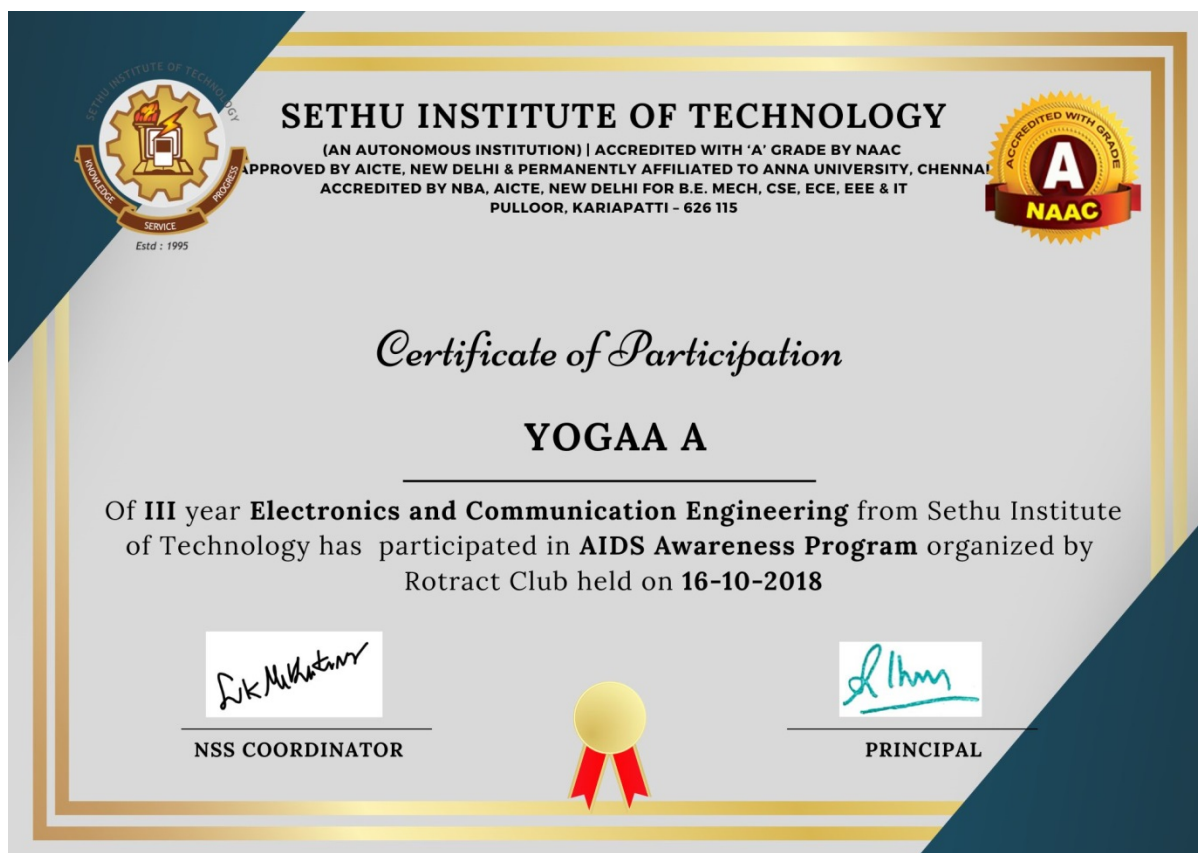 SETHU INSTITUTE OF TECHNOLOGY
KNOWLEDGE
SERVICE
PROGRESS
Estd : 1995
SETHU INSTITUTE OF TECHNOLOGY
(AN AUTONOMOUS INSTITUTION) | ACCREDITED WITH ‘A’ GRADE BY NAAC
APPROVED BY AICTE, NEW DELHI & PERMANENTLY AFFILIATED TO ANNA UNIVERSITY, CHENNAI
ACCREDITED BY NBA, AICTE, NEW DELHI FOR B.E. MECH, CSE, ECE, EEE & IT
PULLOOR, KARIAPATTI – 626 115
ACCREDITED WITH GRADE
A
NAAC
Certificate of Participation
YOGAA A
Of III year Electronics and Communication Engineering from Sethu Institute
of Technology has participated in AIDS Awareness Program organized by
Rotract Club held on 16-10-2018
NSS COORDINATOR
PRINCIPAL